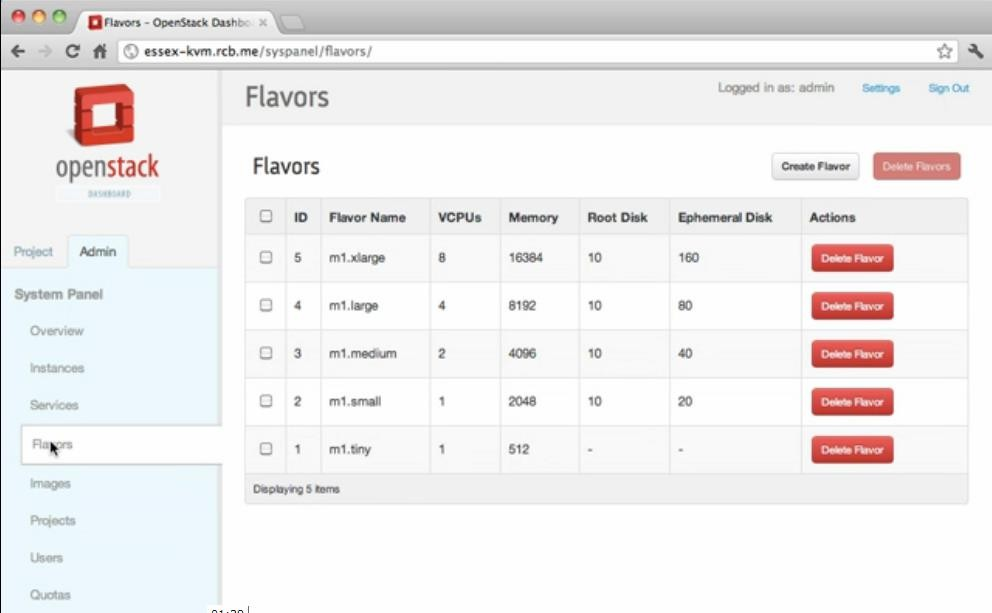 Flavors - OpenStack Dashbo
essex-kvm.rcb.me/syspanel/flavors/
openstack
DASHBOARD
Flavors
Logged in as: admin Settings Sign Out
Flavors
Create Flavor Delete Flavors
Project Admin
System Panel
Overview
Instances
Services
Flavors
Images
Projects
Users
Quotas
ID Flavor Name VCPUs Memory Root Disk Ephemeral Disk Actions
5 m1.xlarge 8 16384 10 160 Delete Flavor
4 m1.large 4 8192 10 80 Delete Flavor
3 m1.medium 2 4096 10 40 Delete Flavor
2 m1.small 1 2048 10 20 Delete Flavor
1 m1.tiny 1 512 - - Delete Flavor
Displaying 5 items